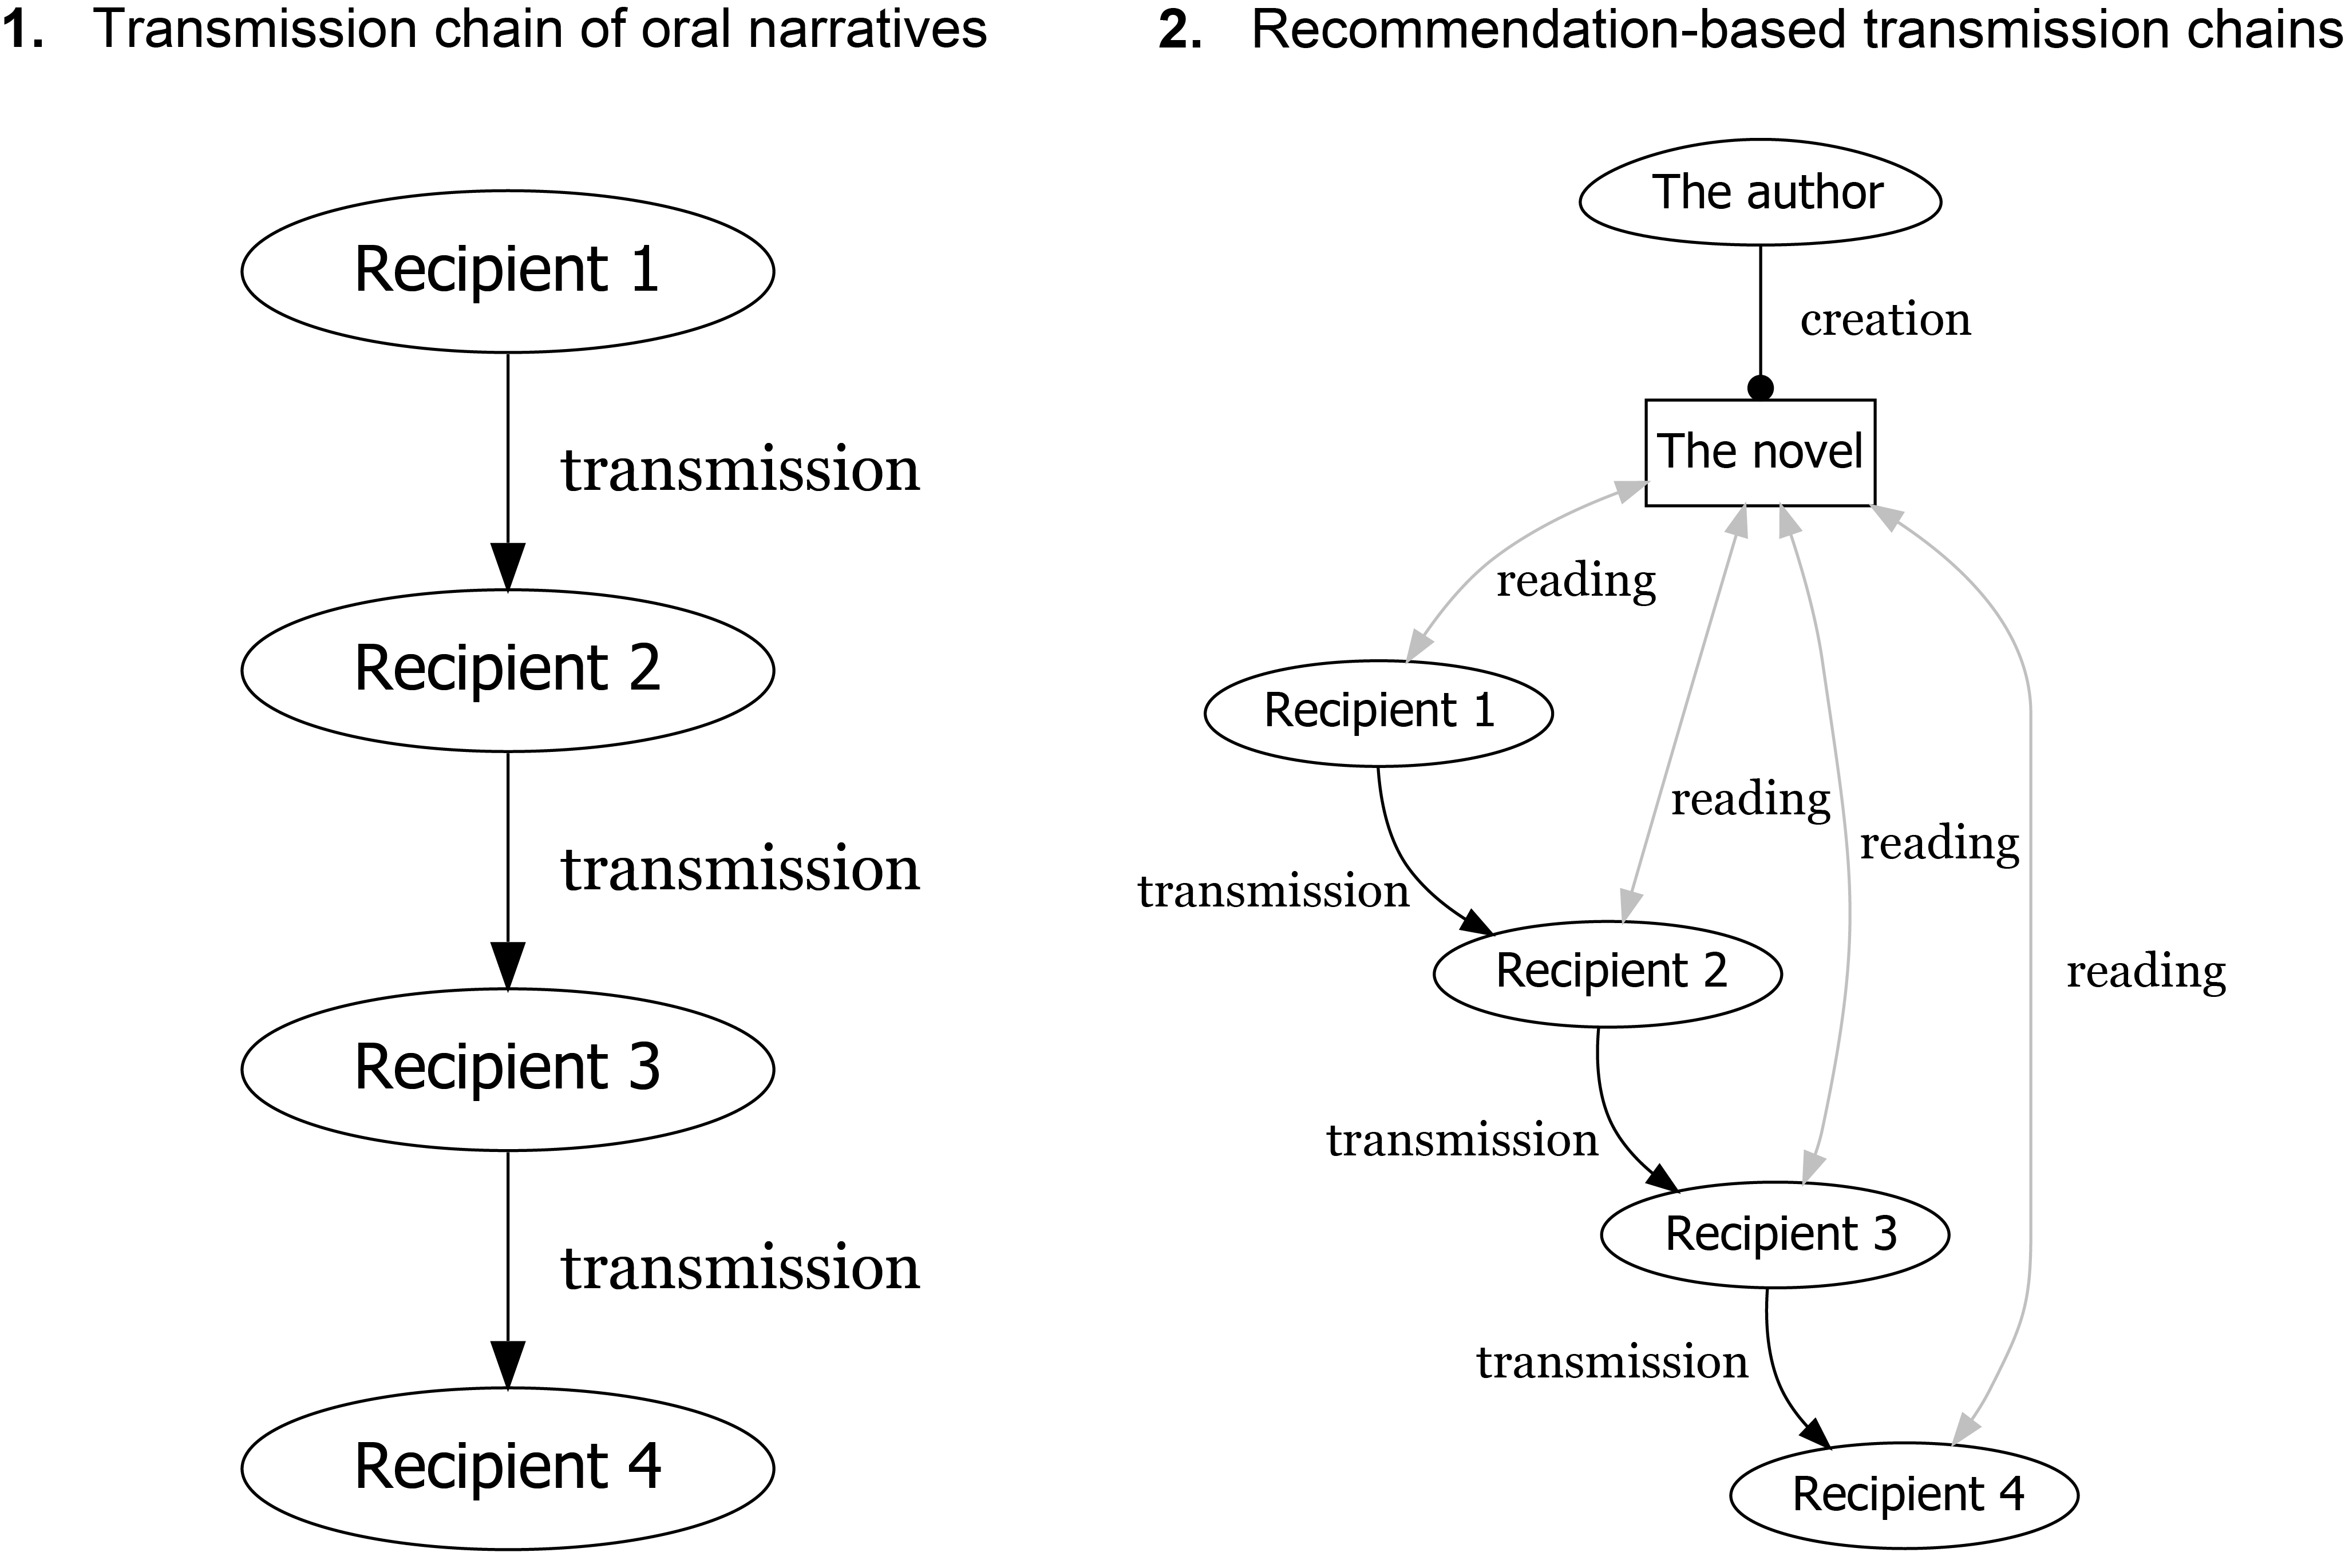 1. Transmission chain of oral narratives
Recipient 1
transmission
Recipient 2
transmission
Recipient 3
transmission
Recipient 4
2. Recommendation-based transmission chains
The author
creation
The novel
reading
Recipient 1
reading
reading
transmission
Recipient 2
reading
transmission
Recipient 3
transmission
Recipient 4